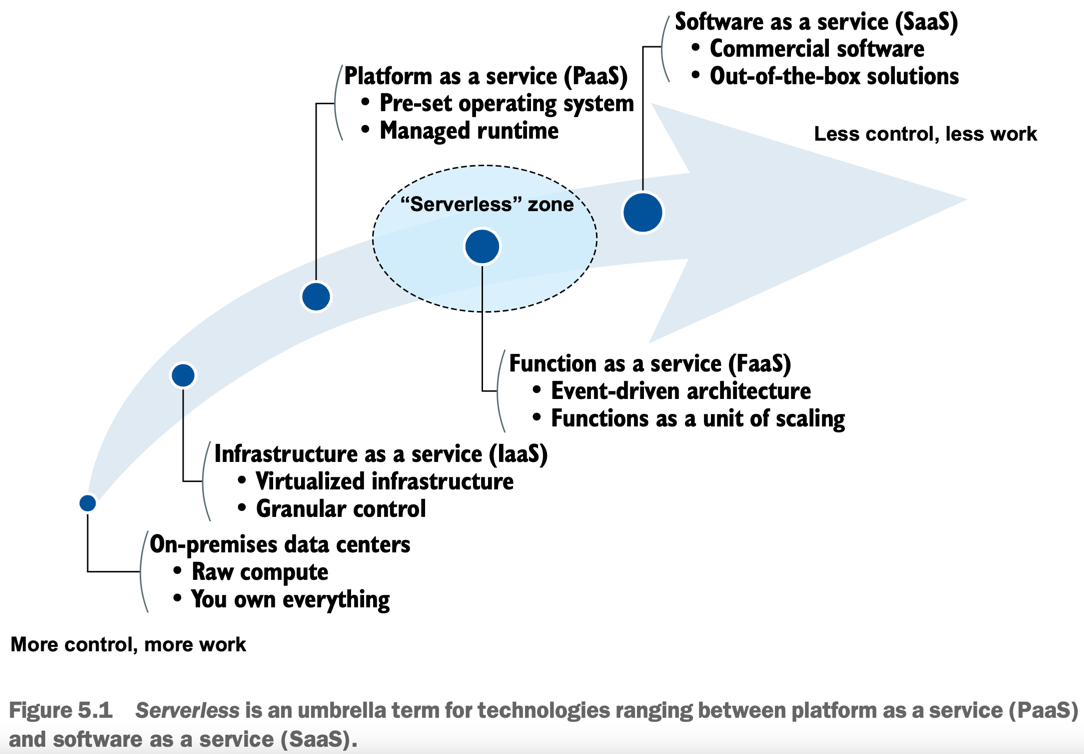 Software as a service (SaaS)
• Commercial software
• Out-of-the-box solutions
Platform as a service (PaaS)
• Pre-set operating system
• Managed runtime
Less control, less work
“Serverless” zone
Function as a service (FaaS)
• Event-driven architecture
• Functions as a unit of scaling
Infrastructure as a service (IaaS)
• Virtualized infrastructure
• Granular control
On-premises data centers
• Raw compute
• You own everything
More control, more work
Figure 5.1 Serverless is an umbrella term for technologies ranging between platform as a service (PaaS)
and software as a service (SaaS).